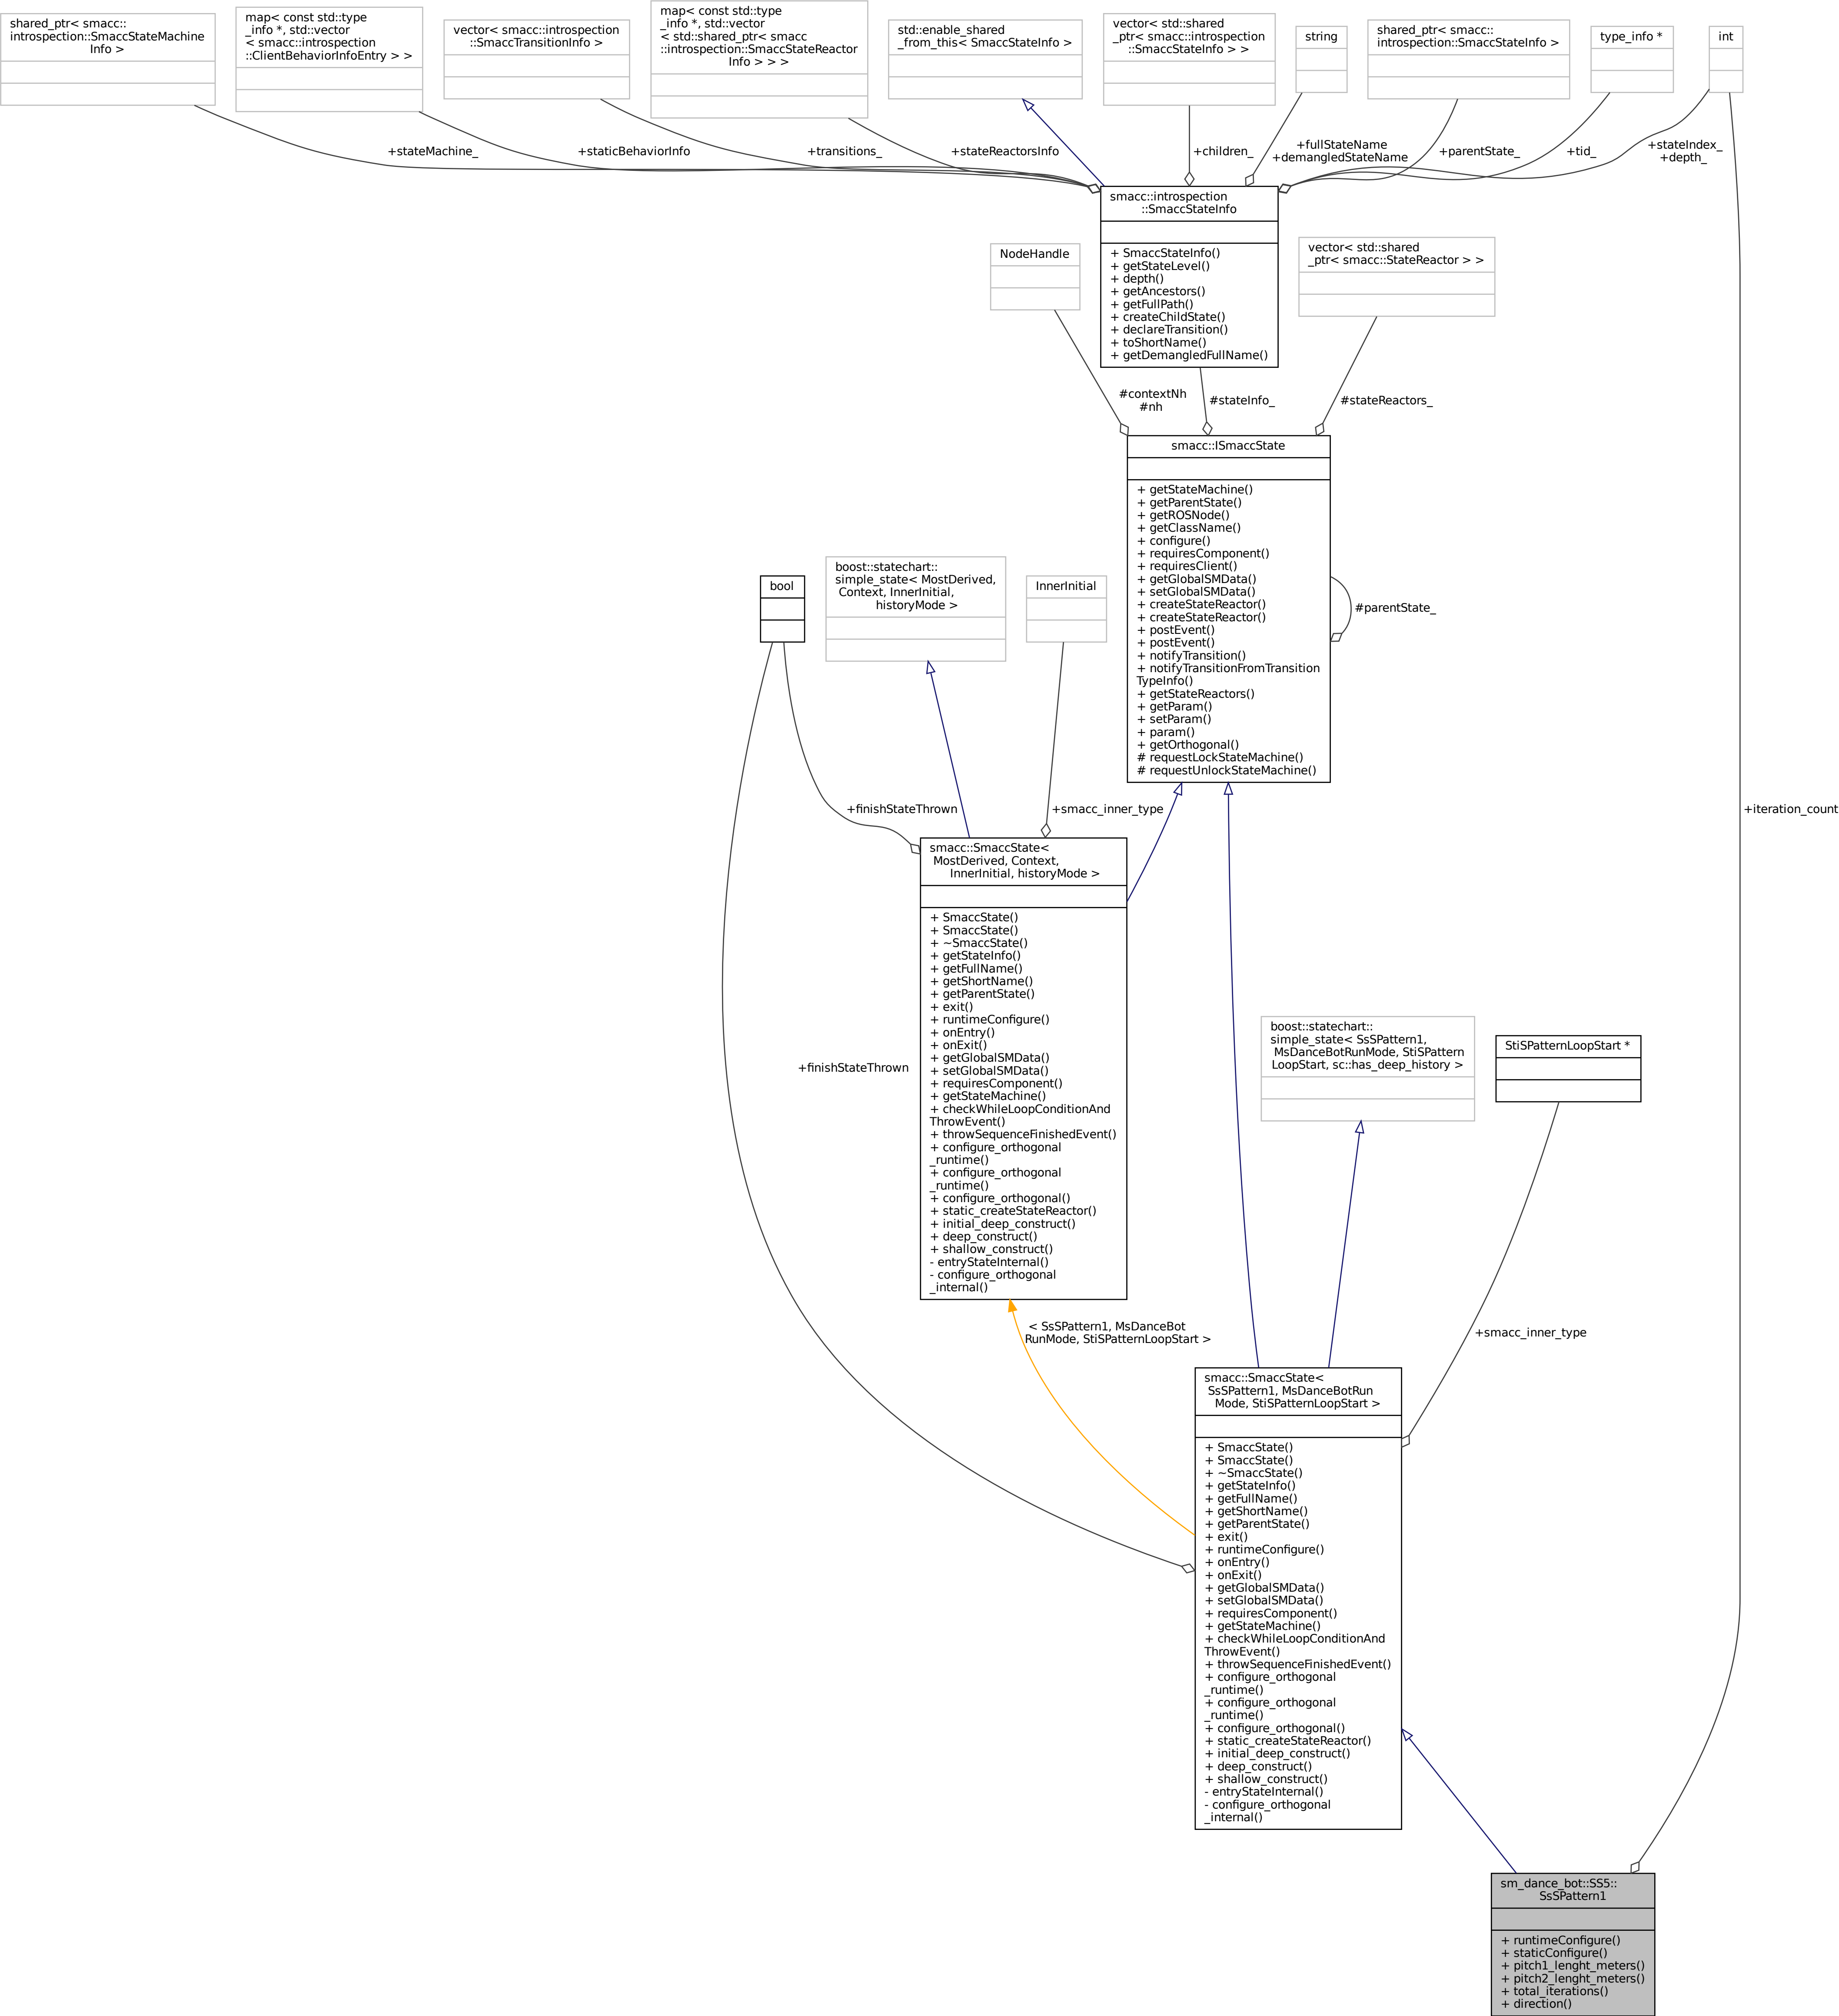 shared_ptr< smacc::
introspection::SmaccStateMachine
Info >
map< const std::type
_info *, std::vector
< smacc::introspection
::ClientBehaviorInfoEntry > >
vector< smacc::introspection
::SmaccTransitionInfo >
map< const std::type
_info *, std::vector
< std::shared_ptr< smacc
::introspection::SmaccStateReactor
Info > > >
std::enable_shared
_from_this< SmaccStateInfo >
vector< std::shared
_ptr< smacc::introspection
::SmaccStateInfo > >
string
shared_ptr< smacc::
introspection::SmaccStateInfo >
type_info *
int
+stateMachine_
+staticBehaviorInfo
+transitions_
+stateReactorsInfo
+children_
+fullStateName
+demangledStateName
+parentState_
+tid_
+stateIndex_
+depth_
smacc::introspection
::SmaccStateInfo
+ SmaccStateInfo()
+ getStateLevel()
+ depth()
+ getAncestors()
+ getFullPath()
+ createChildState()
+ declareTransition()
+ toShortName()
+ getDemangledFullName()
NodeHandle
vector< std::shared
_ptr< smacc::StateReactor > >
#contextNh
#nh
#stateInfo_
#stateReactors_
smacc::ISmaccState
+ getStateMachine()
+ getParentState()
+ getROSNode()
+ getClassName()
+ configure()
+ requiresComponent()
+ requiresClient()
+ getGlobalSMData()
+ setGlobalSMData()
+ createStateReactor()
+ createStateReactor()
+ postEvent()
+ postEvent()
+ notifyTransition()
+ notifyTransitionFromTransition
TypeInfo()
+ getStateReactors()
+ getParam()
+ setParam()
+ param()
+ getOrthogonal()
# requestLockStateMachine()
# requestUnlockStateMachine()
#parentState_
bool
boost::statechart::
simple_state< MostDerived,
Context, InnerInitial,
historyMode >
InnerInitial
+finishStateThrown
+smacc_inner_type
+iteration_count
smacc::SmaccState<
MostDerived, Context,
InnerInitial, historyMode >
+ SmaccState()
+ SmaccState()
+ ~SmaccState()
+ getStateInfo()
+ getFullName()
+ getShortName()
+ getParentState()
+ exit()
+ runtimeConfigure()
+ onEntry()
+ onExit()
+ getGlobalSMData()
+ setGlobalSMData()
+ requiresComponent()
+ getStateMachine()
+ checkWhileLoopConditionAnd
ThrowEvent()
+ throwSequenceFinishedEvent()
+ configure_orthogonal
_runtime()
+ configure_orthogonal
_runtime()
+ configure_orthogonal()
+ static_createStateReactor()
+ initial_deep_construct()
+ deep_construct()
+ shallow_construct()
- entryStateInternal()
- configure_orthogonal
_internal()
+finishStateThrown
boost::statechart::
simple_state< SsSPattern1,
MsDanceBotRunMode, StiSPattern
LoopStart, sc::has_deep_history >
StiSPatternLoopStart *
< SsSPattern1, MsDanceBot
RunMode, StiSPatternLoopStart >
+smacc_inner_type
smacc::SmaccState<
SsSPattern1, MsDanceBotRun
Mode, StiSPatternLoopStart >
+ SmaccState()
+ SmaccState()
+ ~SmaccState()
+ getStateInfo()
+ getFullName()
+ getShortName()
+ getParentState()
+ exit()
+ runtimeConfigure()
+ onEntry()
+ onExit()
+ getGlobalSMData()
+ setGlobalSMData()
+ requiresComponent()
+ getStateMachine()
+ checkWhileLoopConditionAnd
ThrowEvent()
+ throwSequenceFinishedEvent()
+ configure_orthogonal
_runtime()
+ configure_orthogonal
_runtime()
+ configure_orthogonal()
+ static_createStateReactor()
+ initial_deep_construct()
+ deep_construct()
+ shallow_construct()
- entryStateInternal()
- configure_orthogonal
_internal()
sm_dance_bot::SS5::
SsSPattern1
+ runtimeConfigure()
+ staticConfigure()
+ pitch1_lenght_meters()
+ pitch2_lenght_meters()
+ total_iterations()
+ direction()